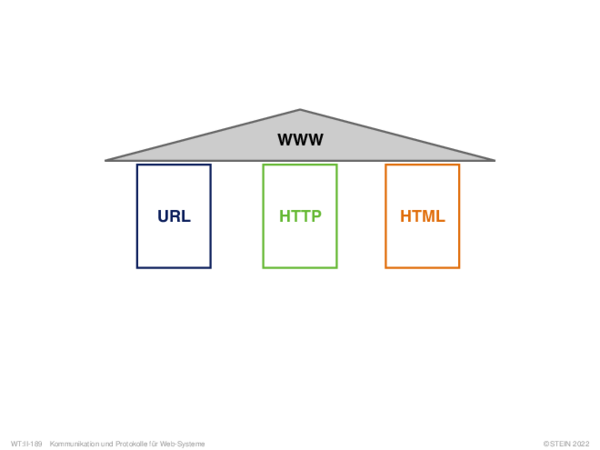 WWW
URL HTTP HTML
WT:II-189 Kommunikation und Protokolle für Web-Systeme ©STEIN 2022